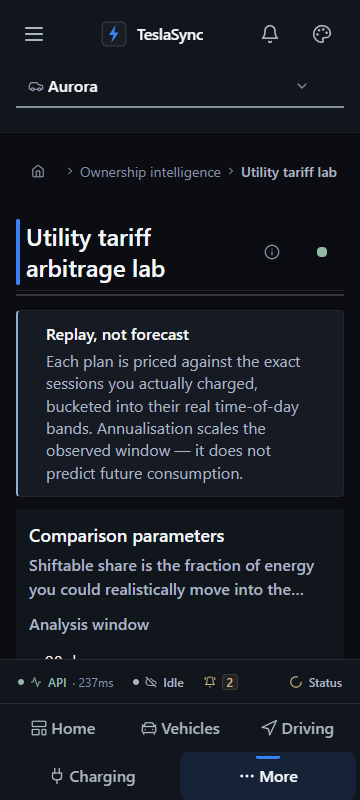 TeslaSync
Aurora
Ownership intelligence
Utility tariff lab
Utility tariff
arbitrage lab
Replay, not forecast
Each plan is priced against the exact
sessions you actually charged,
bucketed into their real time-of-day
bands. Annualisation scales the
observed window — it does not
predict future consumption.
Comparison parameters
Shiftable share is the fraction of energy
you could realistically move into the…
Analysis window
API · 237ms
Idle
2
Status
Home
Vehicles
Driving
Charging
More